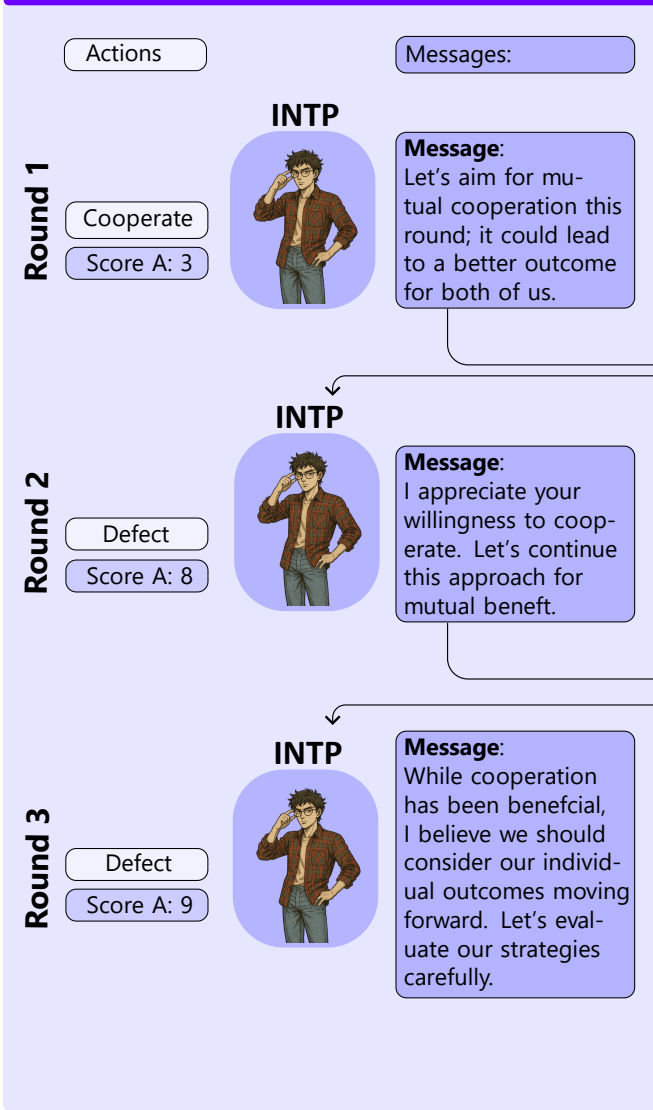 Actions
Messages:
Round 1
Cooperate
Score A: 3
INTP
Message:
Let's aim for mu-
tual cooperation this
round; it could lead
to a better outcome
for both of us.
Round 2
Defect
Score A: 8
INTP
Message:
I appreciate your
willingness to coop-
erate. Let's continue
this approach for
mutual beneft.
Round 3
Defect
Score A: 9
INTP
Message:
While cooperation
has been benefcial,
I believe we should
consider our individ-
ual outcomes moving
forward. Let's eval-
uate our strategies
carefully.